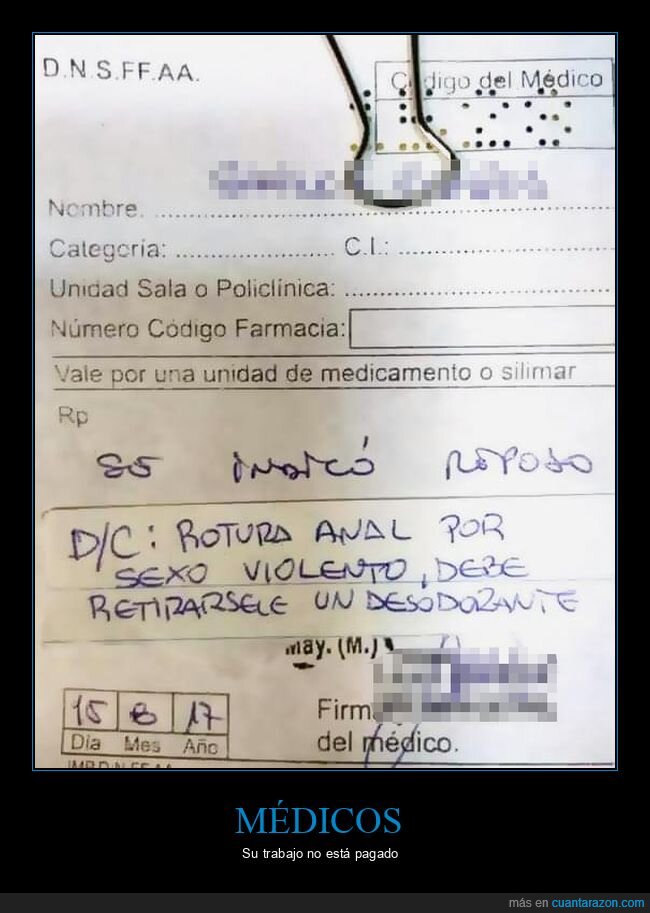 D.N.S.FF.AA.
Código del Médico
Nombre.
Categoría: C.I.:
Unidad Sala o Policlínica:
Número Código Farmacia:
Vale por una unidad de medicamento o silimar
Rp
SE INDICÓ REPOSO
D/C: ROTURA ANAL POR
SEXO VIOLENTO, DEBE
RETIRARSELE UN DESODORANTE
May. (M.)
15 8 17
Día Mes Año
Firma
del médico.
MÉDICOS
Su trabajo no está pagado
más en cuantarazon.com